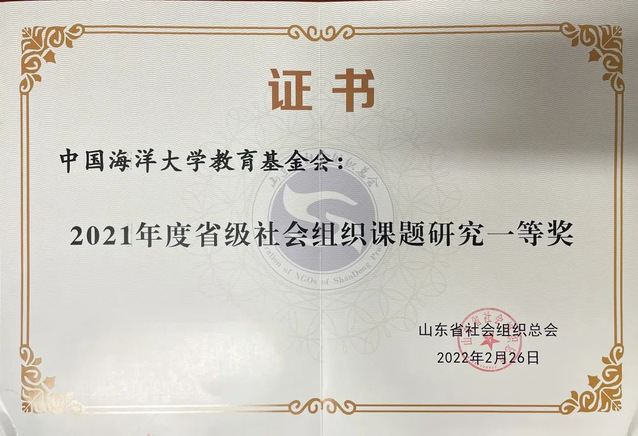 证书
中国海洋大学教育基金会：
2021年度省级社会组织课题研究一等奖
山东省社会组织总会
2022年2月26日